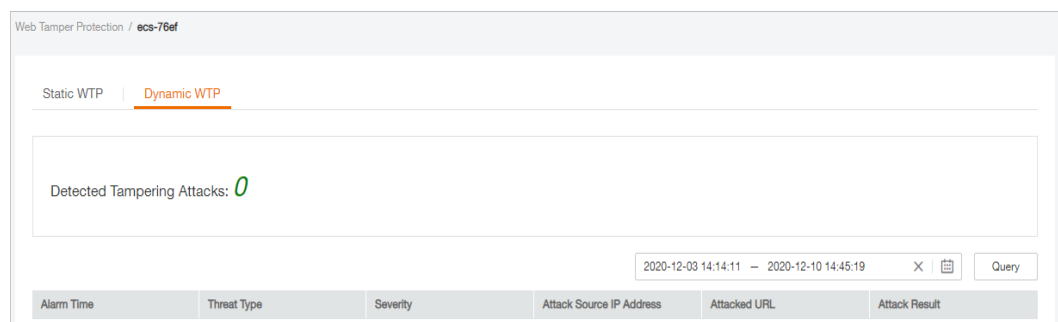 Web Tamper Protection / ecs-76ef
Static WTP Dynamic WTP
Detected Tampering Attacks: 0
2020-12-03 14:14:11 – 2020-12-10 14:45:19 Query
Alarm Time Threat Type Severity Attack Source IP Address Attacked URL Attack Result